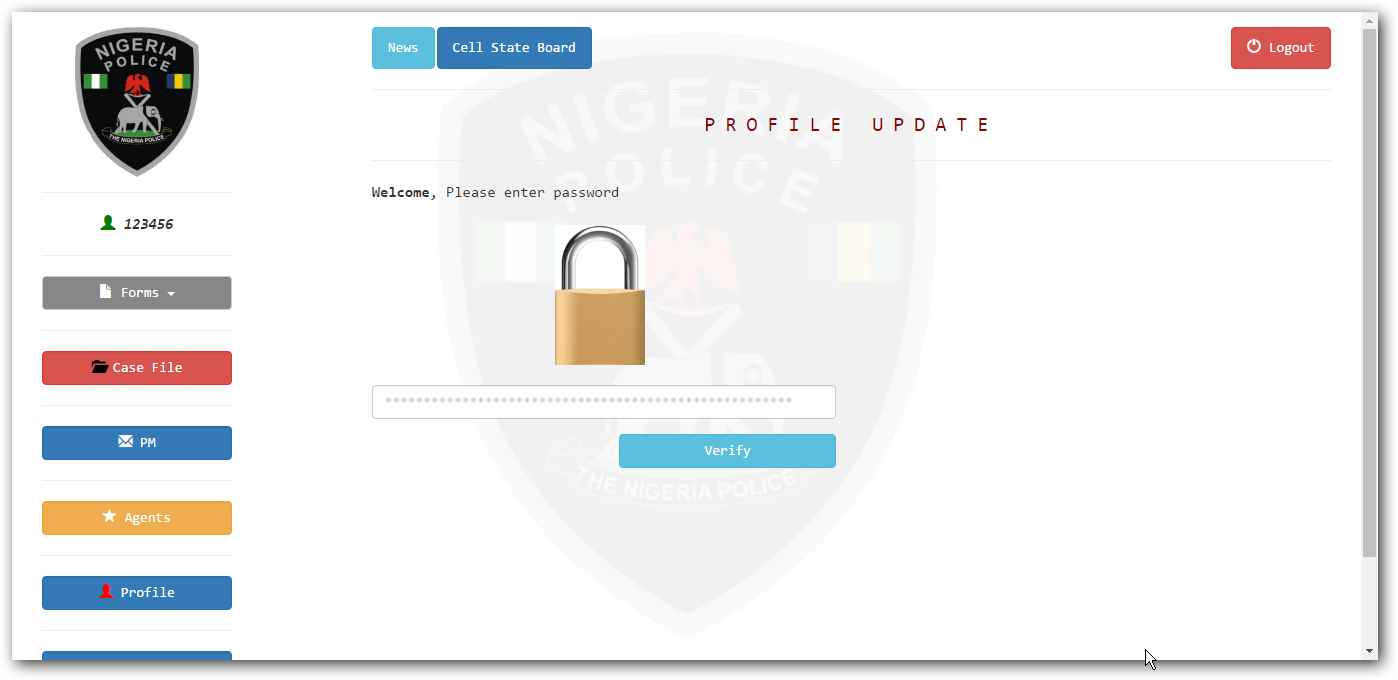 NIGERIA
POLICE
THE NIGERIA POLICE
123456
Forms
Case File
PM
Agents
Profile
News
Cell State Board
Logout
PROFILE UPDATE
Welcome, Please enter password
*****************************************************
Verify
NIGERIA
POLICE
THE NIGERIA POLICE